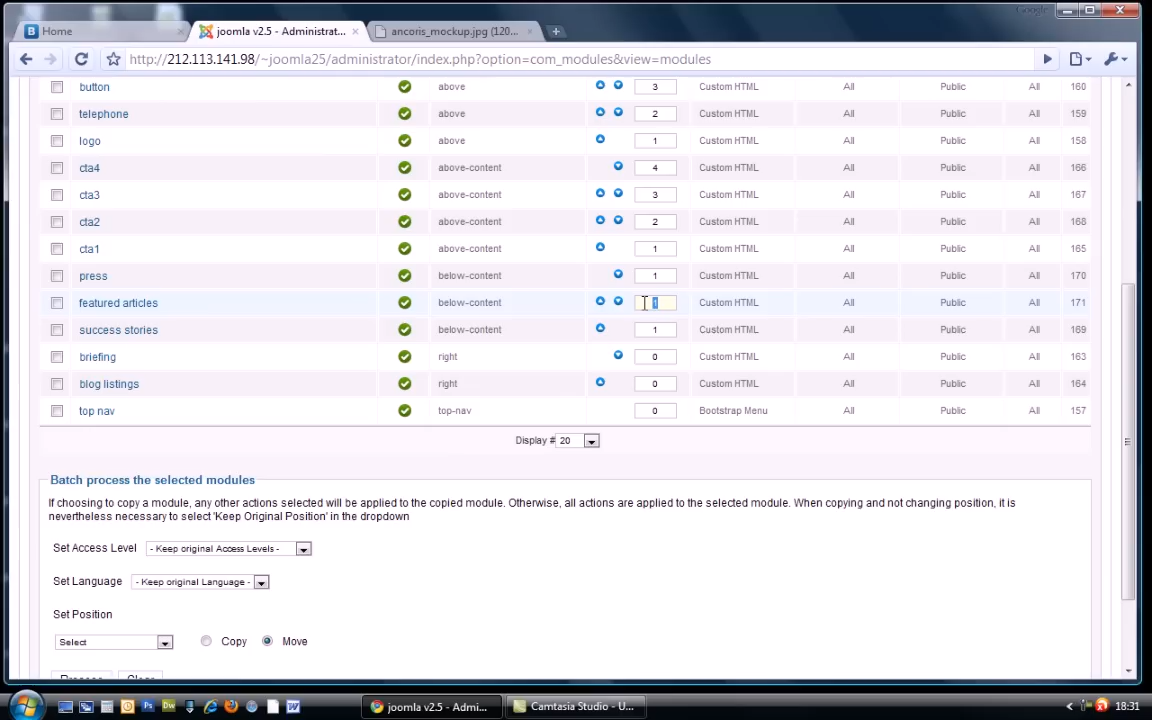 Google
Home
joomla v2.5 - Administrat...
ancoris_mockup.jpg (120...
http://212.113.141.98/~joomla25/administrator/index.php?option=com_modules&view=modules
button above 3 Custom HTML All Public All 160
telephone above 2 Custom HTML All Public All 159
logo above 1 Custom HTML All Public All 158
cta4 above-content 4 Custom HTML All Public All 166
cta3 above-content 3 Custom HTML All Public All 167
cta2 above-content 2 Custom HTML All Public All 168
cta1 above-content 1 Custom HTML All Public All 165
press below-content 1 Custom HTML All Public All 170
featured articles below-content 1 Custom HTML All Public All 171
success stories below-content 1 Custom HTML All Public All 169
briefing right 0 Custom HTML All Public All 163
blog listings right 0 Custom HTML All Public All 164
top nav top-nav 0 Bootstrap Menu All Public All 157
Display # 20
Batch process the selected modules
If choosing to copy a module, any other actions selected will be applied to the copied module. Otherwise, all actions are applied to the selected module. When copying and not changing position, it is
nevertheless necessary to select 'Keep Original Position' in the dropdown
Set Access Level - Keep original Access Levels -
Set Language - Keep original Language -
Set Position
Select Copy Move
Process Clear
joomla v2.5 - Admi... Camtasia Studio - U... 18:31